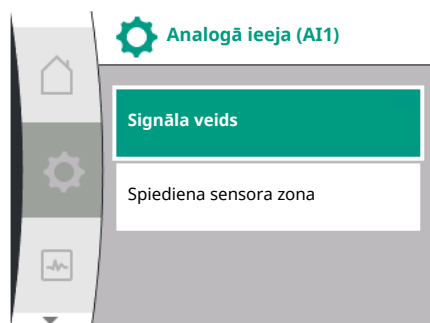 Analogā ieeja (AI1)
Signāla veids
Spiediena sensora zona